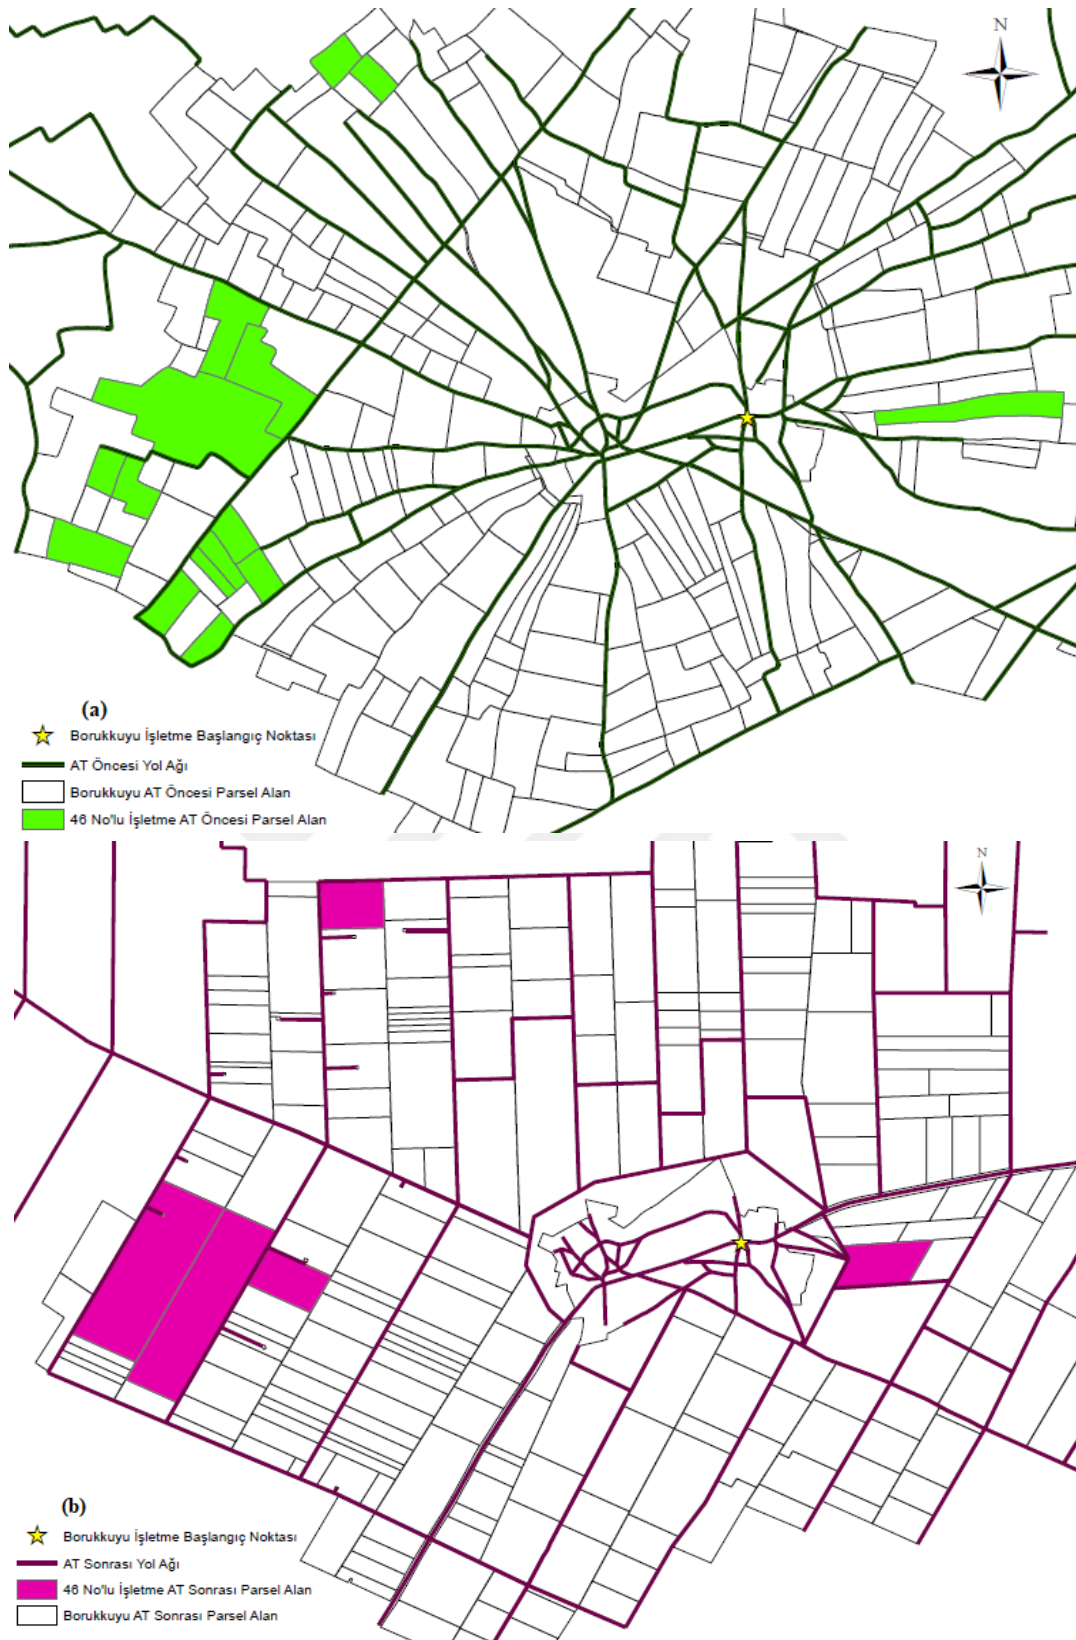 N
(a)
Borukkuyu İşletme Başlangıç Noktası
AT Öncesi Yol Ağı
Borukkuyu AT Öncesi Parsel Alan
46 No'lu İşletme AT Öncesi Parsel Alan
N
(b)
Borukkuyu İşletme Başlangıç Noktası
AT Sonrası Yol Ağı
46 No'lu İşletme AT Sonrası Parsel Alan
Borukkuyu AT Sonrası Parsel Alan